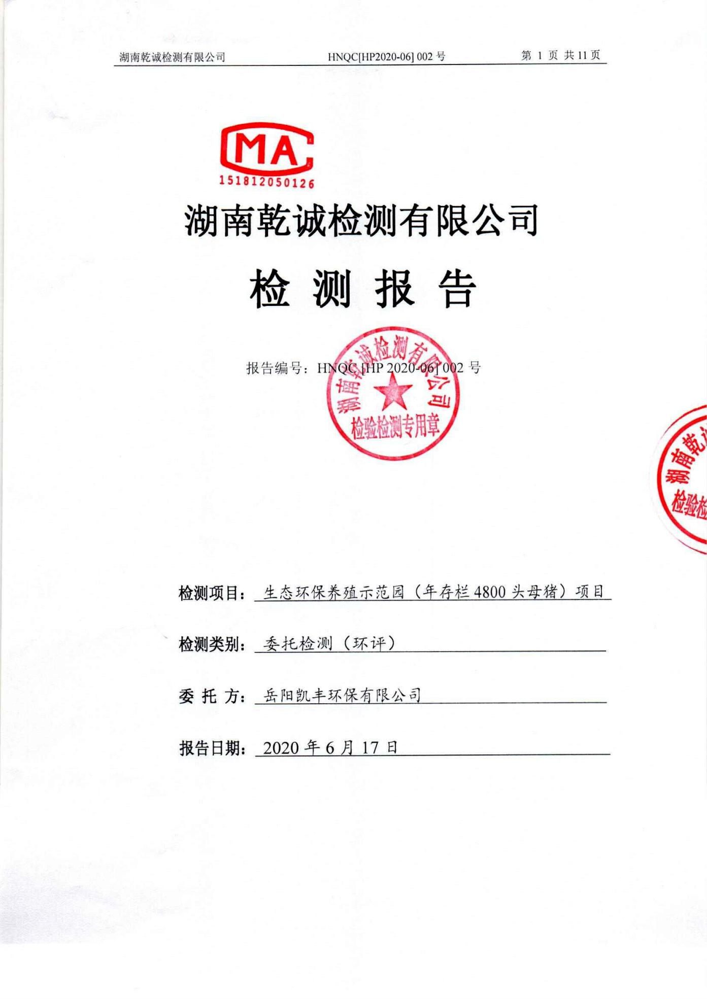 湖南乾诚检测有限公司 HNQC[HP2020-06] 002 号 第 1 页 共 11 页
MA
151812050126
湖南乾诚检测有限公司
检 测 报 告
报告编号：HNQC [HP 2020-06] 002 号
湖南乾诚检测有限公司
检验检测专用章
湖南乾
检验检
检测项目： 生态环保养殖示范园（年存栏 4800 头母猪）项目
检测类别： 委托检测（环评）
委 托 方： 岳阳凯丰环保有限公司
报告日期： 2020 年 6 月 17 日